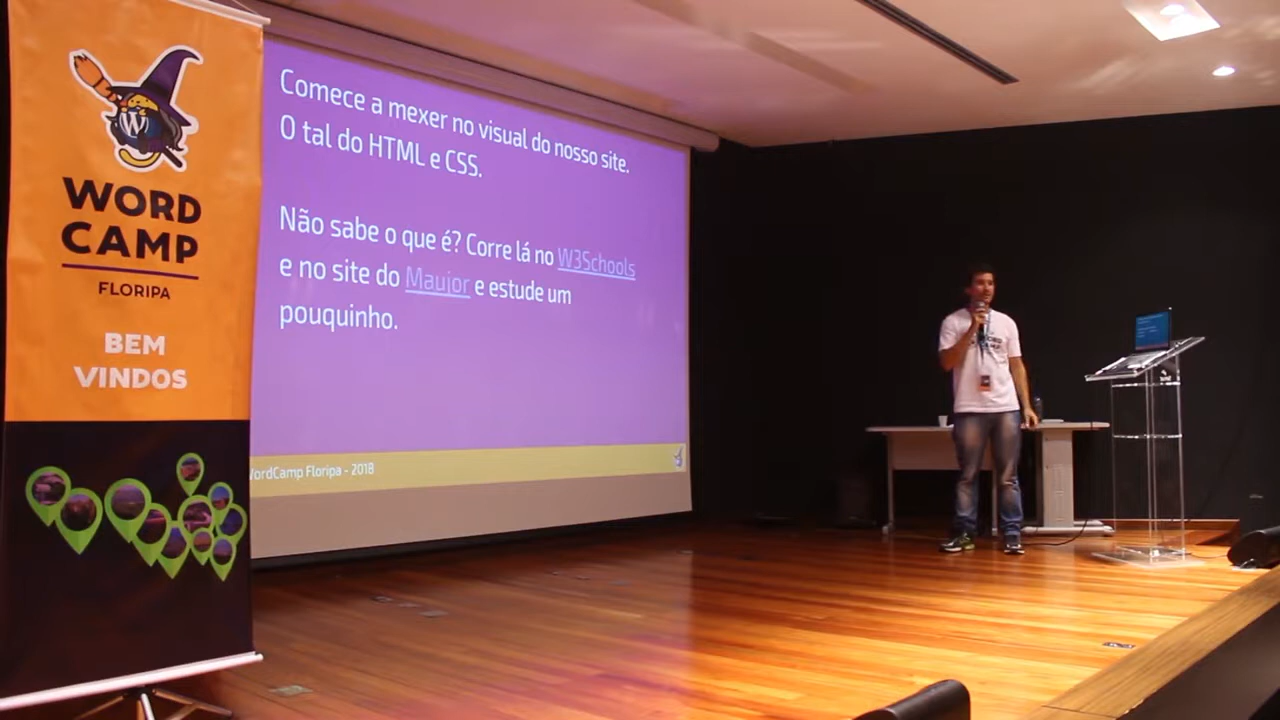 WORD
CAMP
FLORIPA
BEM
VINDOS
Comece a mexer no visual do nosso site.
O tal do HTML e CSS.
Não sabe o que é? Corre lá no W3Schools
e no site do Maujor e estude um
pouquinho.
WordCamp Floripa - 2018